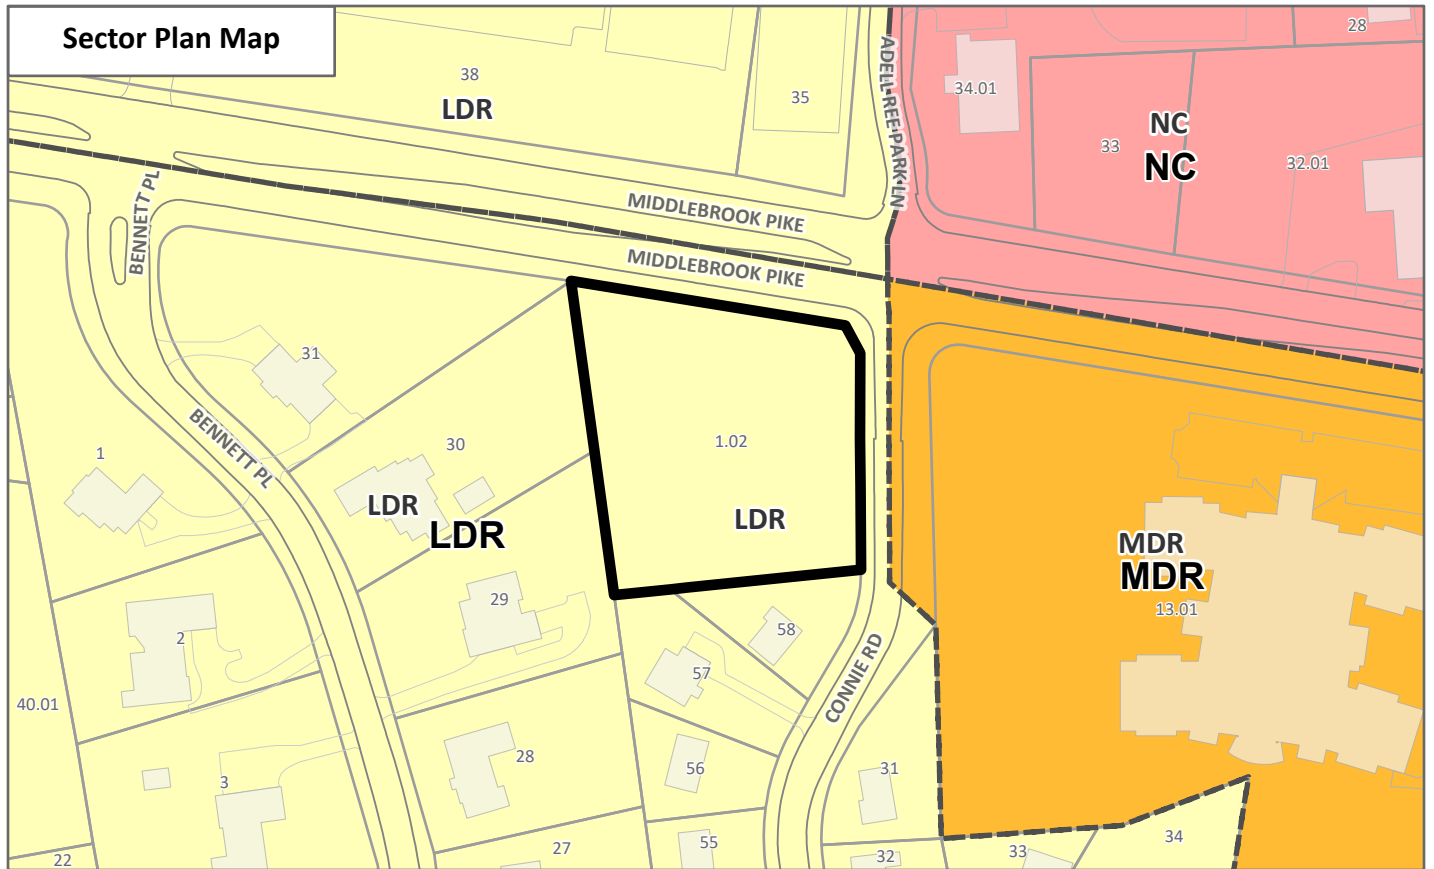 Sector Plan Map
38
LDR
35
ADELL REE PARK LN
34.01
28
NC
33
NC
32.01
BENNETT PL
MIDDLEBROOK PIKE
MIDDLEBROOK PIKE
31
1
BENNETT PL
30
1.02
LDR
LDR
LDR
MDR
MDR
13.01
29
58
2
57
CONNIE RD
40.01
28
56
31
3
55
34
27
33
32
22